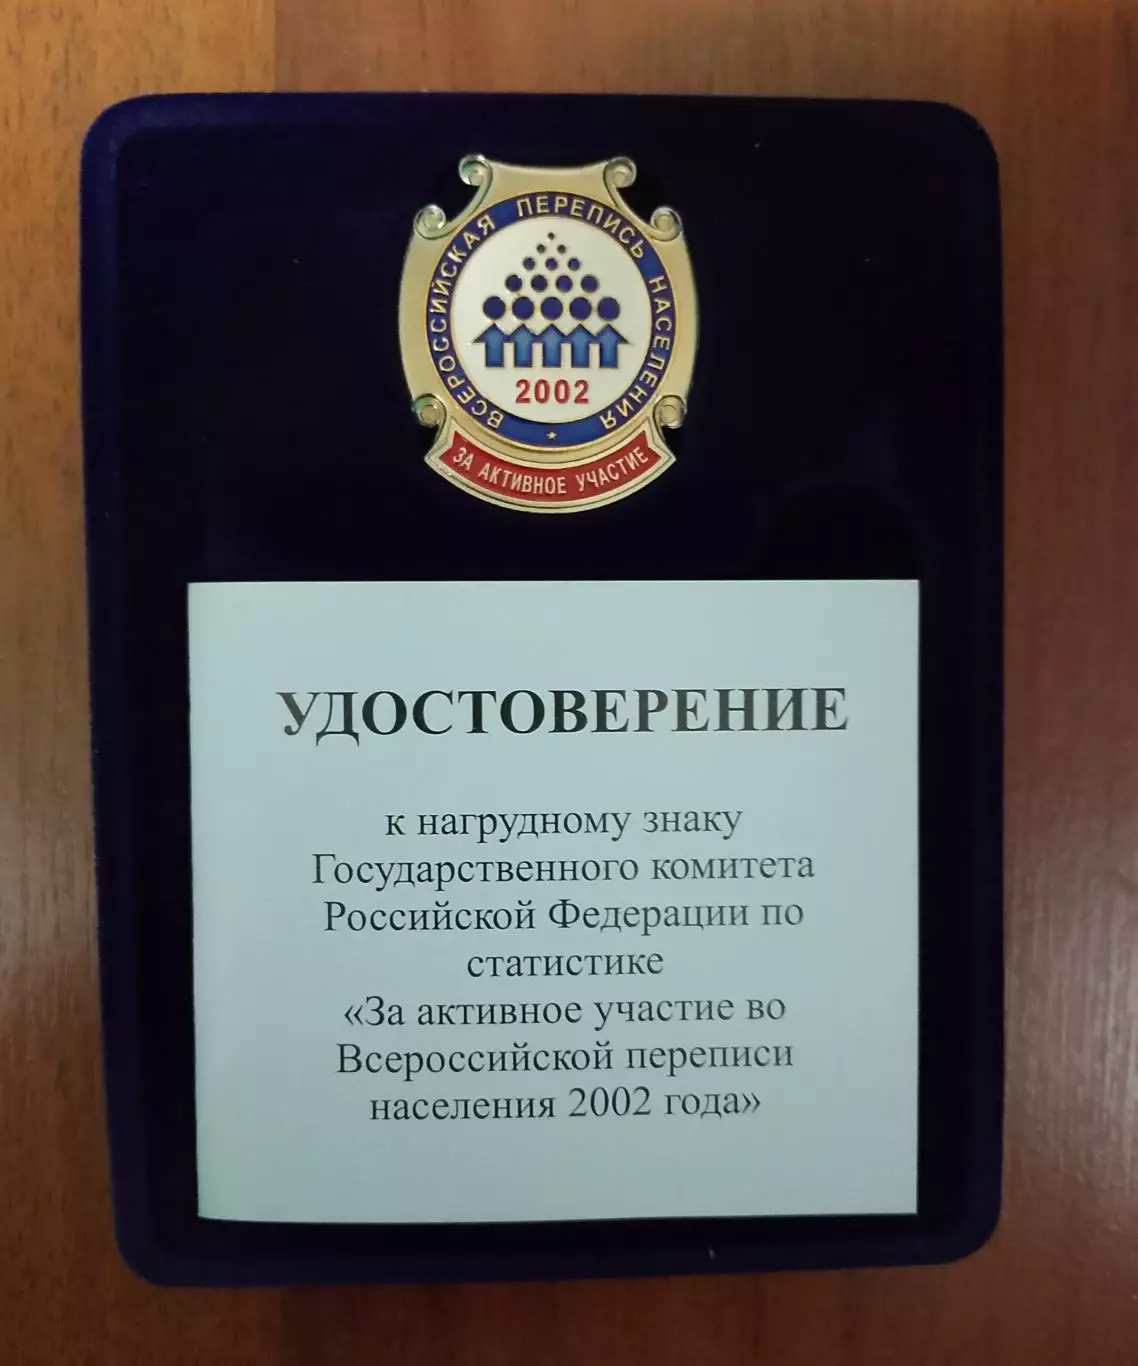 ВСЕРОССИЙСКАЯ ПЕРЕПИСЬ НАСЕЛЕНИЯ
2002
ЗА АКТИВНОЕ УЧАСТИЕ
УДОСТОВЕРЕНИЕ
к нагрудному знаку
Государственного комитета
Российской Федерации по
статистике
«За активное участие во
Всероссийской переписи
населения 2002 года»